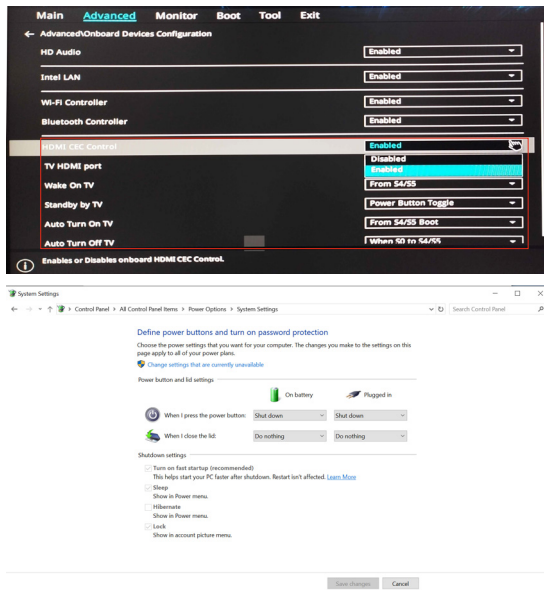 Main Advanced Monitor Boot Tool Exit
← Advanced\Onboard Devices Configuration
HD Audio Enabled
Intel LAN Enabled
Wi-Fi Controller Enabled
Bluetooth Controller Enabled
HDMI CEC Control Enabled
Disabled
TV HDMI port Enabled
Wake On TV From S4/S5
Standby by TV Power Button Toggle
Auto Turn On TV From S4/S5 Boot
Auto Turn Off TV When S0 to S4/S5
Enables or Disables onboard HDMI CEC Control.
System Settings
Control Panel > All Control Panel Items > Power Options > System Settings Search Control Panel
Define power buttons and turn on password protection
Choose the power settings that you want for your computer. The changes you make to the settings on this
page apply to all of your power plans.
Change settings that are currently unavailable
Power button and lid settings
On battery Plugged in
When I press the power button: Shut down Shut down
When I close the lid: Do nothing Do nothing
Shutdown settings
Turn on fast startup (recommended)
This helps start your PC faster after shutdown. Restart isn't affected. Learn More
Sleep
Show in Power menu.
Hibernate
Show in Power menu.
Lock
Show in account picture menu.
Save changes Cancel